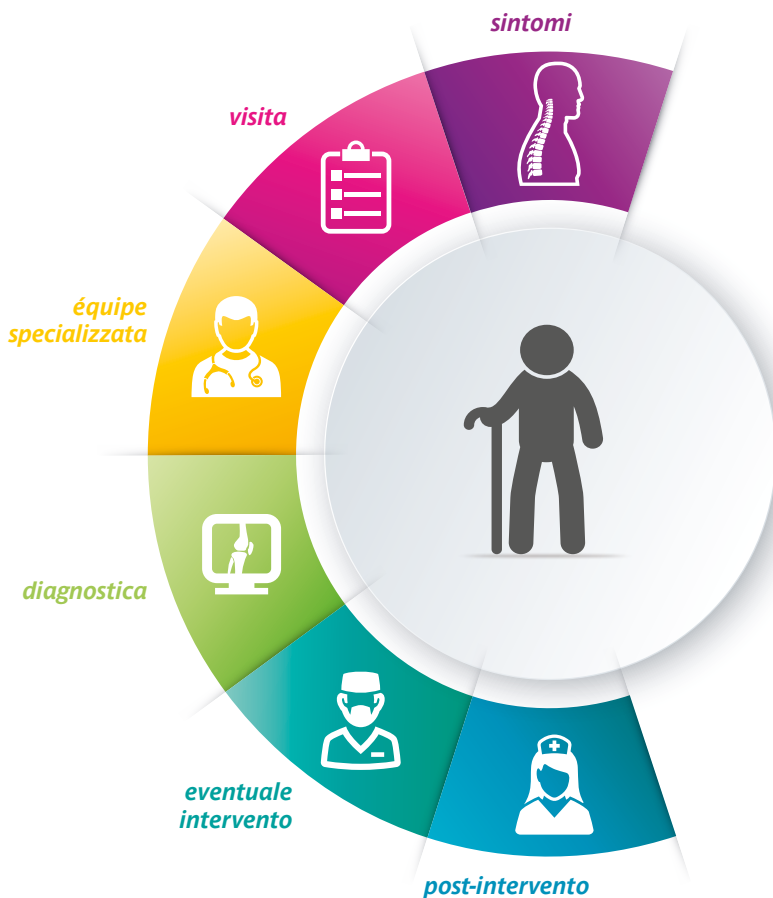 sintomi
visita
équipe
specializzata
diagnostica
eventuale
intervento
post-intervento